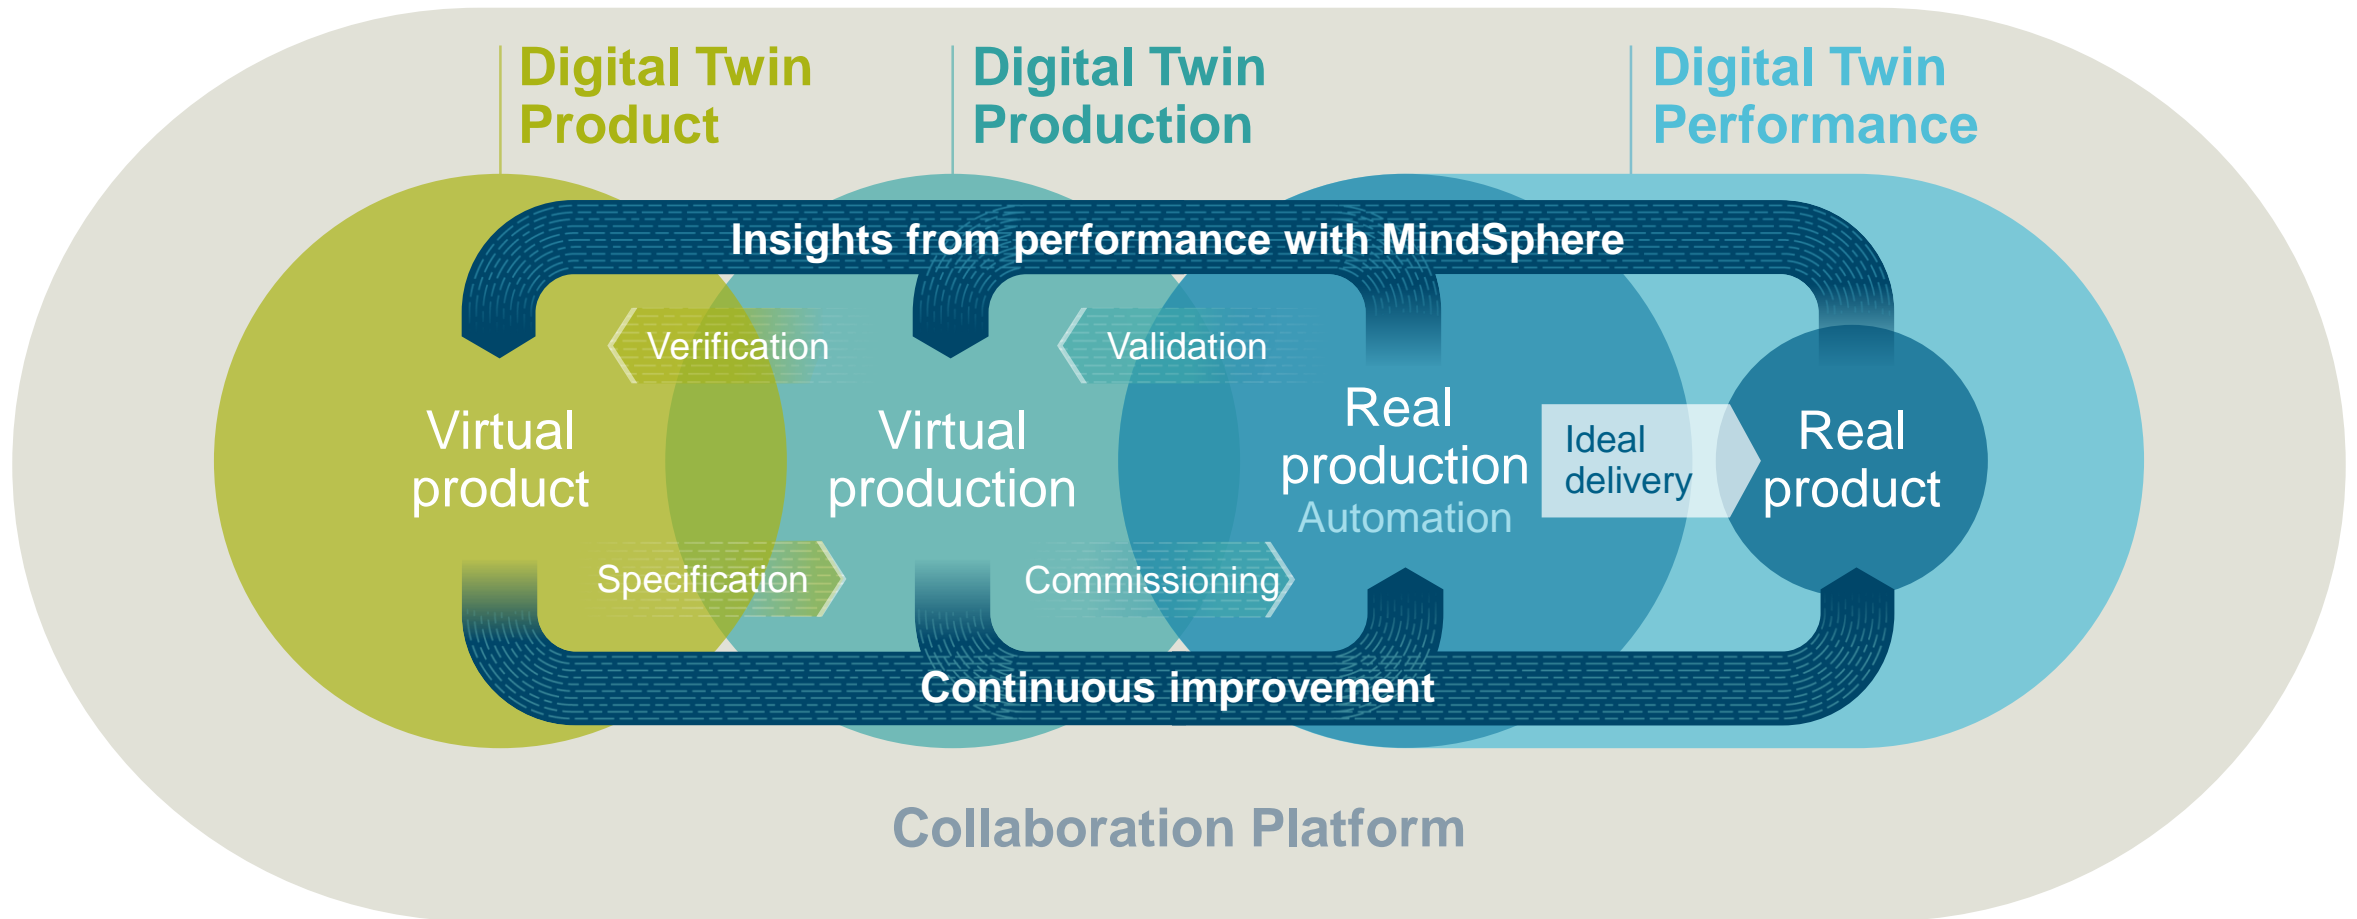 Digital Twin
Product
Digital Twin
Production
Digital Twin
Performance
Insights from performance with MindSphere
Verification
Validation
Virtual
product
Virtual
production
Real
production
Automation
Ideal
delivery
Real
product
Specification
Commissioning
Continuous improvement
Collaboration Platform